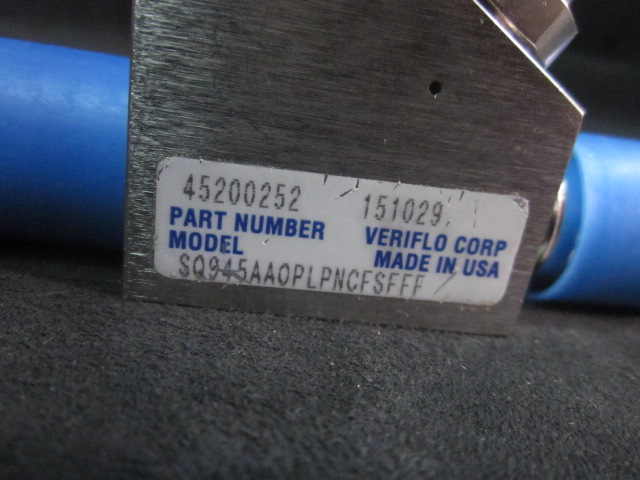 45200252 151029
PART NUMBER VERIFLO CORP
MODEL MADE IN USA
SQ945AAOPLPNCFSFFF